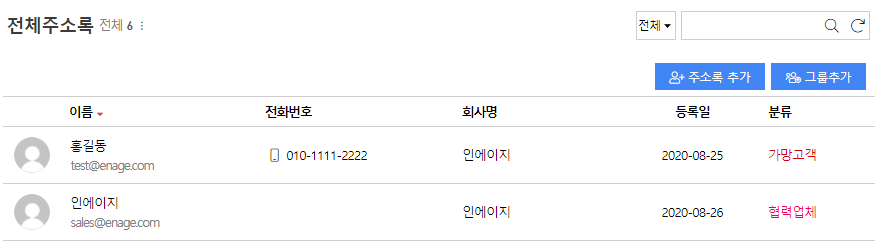 전체주소록 전체 6
전체
주소록 추가 그룹추가
이름 전화번호 회사명 등록일 분류
홍길동 010-1111-2222 인에이지 2020-08-25 가망고객
test@enage.com
인에이지 인에이지 2020-08-26 협력업체
sales@enage.com